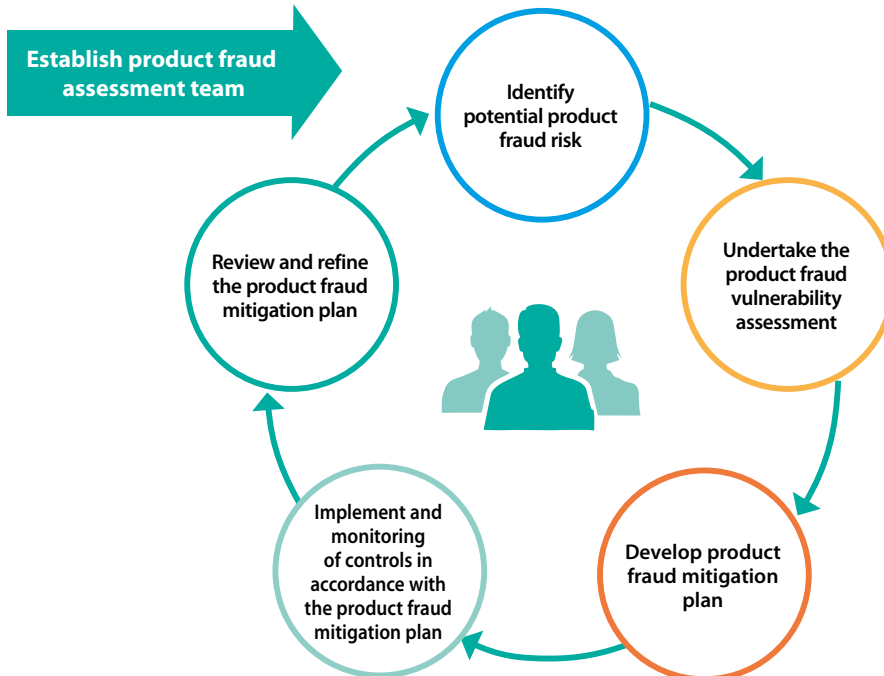 Establish product fraud
assessment team
Identify
potential product
fraud risk
Undertake the
product fraud
vulnerability
assessment
Develop product
fraud mitigation
plan
Implement and
monitoring
of controls in
accordance with
the product fraud
mitigation plan
Review and refine
the product fraud
mitigation plan